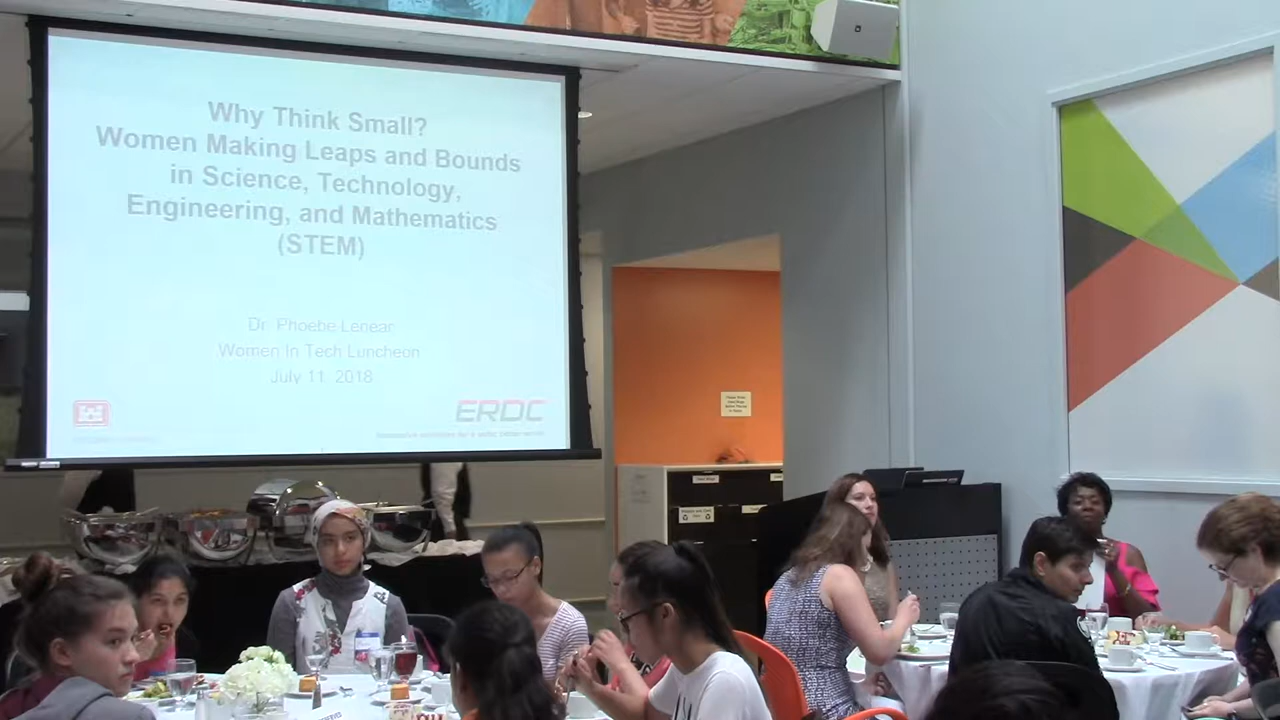 Why Think Small?
Women Making Leaps and Bounds
in Science, Technology,
Engineering, and Mathematics
(STEM)
Dr. Phoebe Lenear
Women In Tech Luncheon
July 11, 2018
ERDC